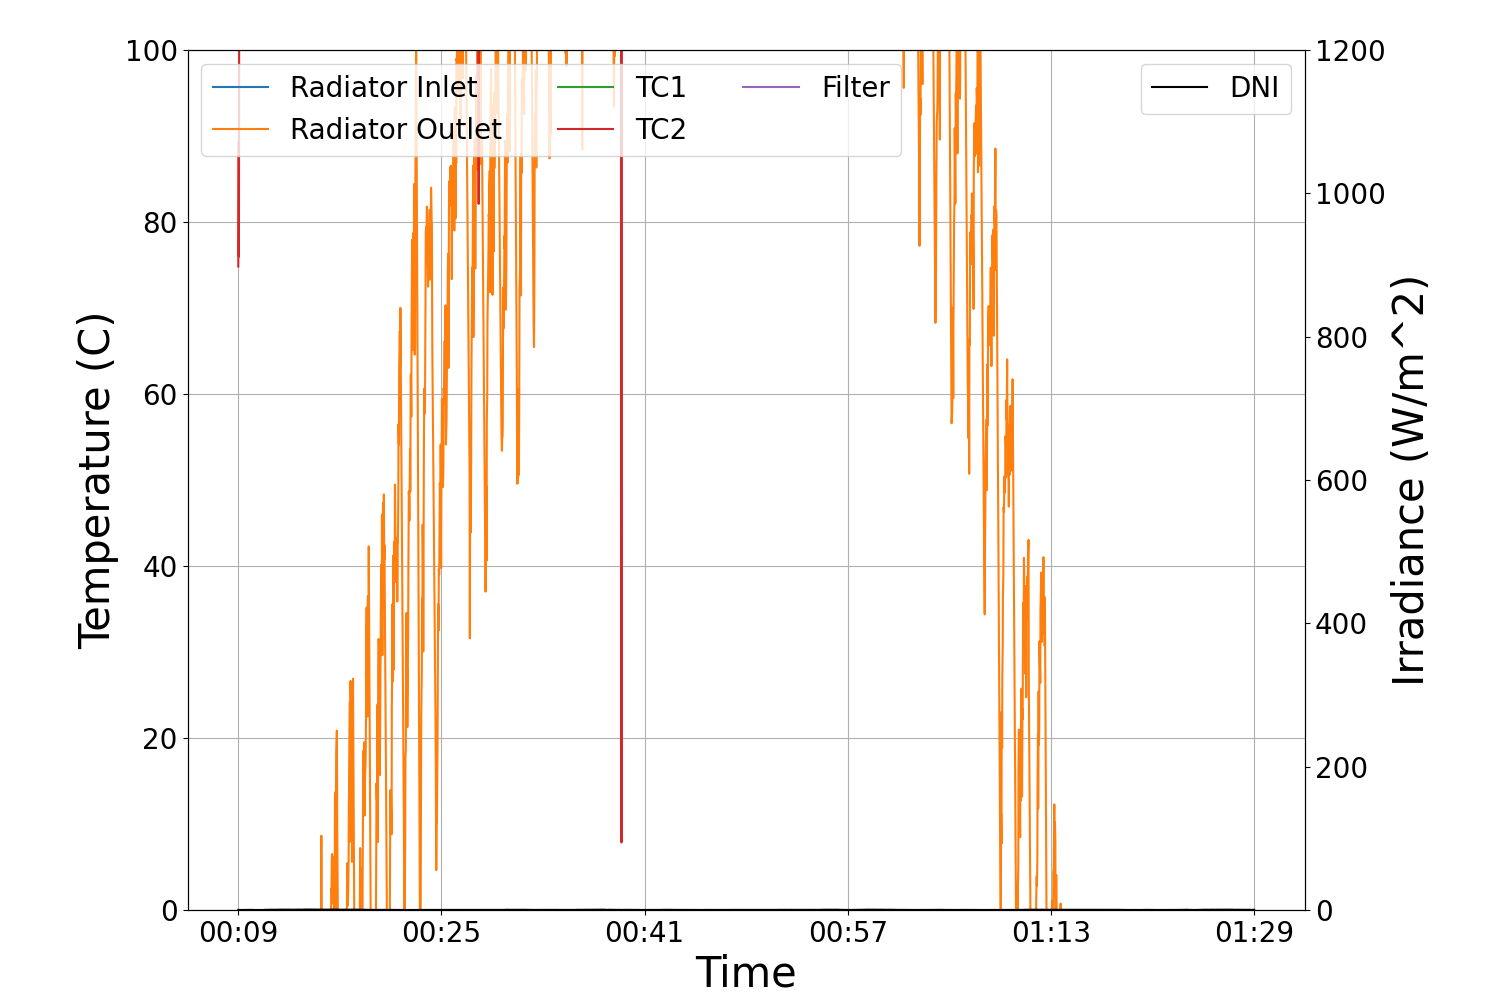 Radiator Inlet
Radiator Outlet
TC1
TC2
Filter
DNI
Temperature (C)
100
80
60
40
20
0
1200
1000
800
600
400
200
0
Irradiance (W/m^2)
00:09 00:25 00:41 00:57 01:13 01:29
Time